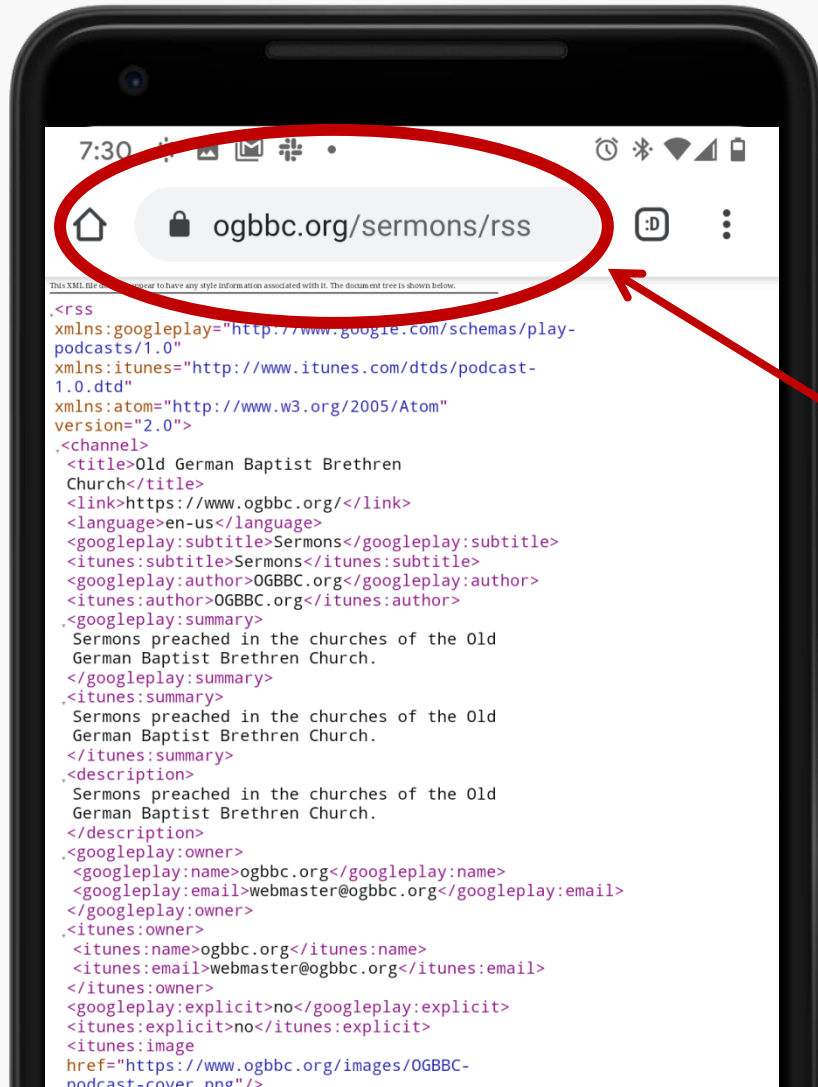 7:30
ogbbc.org/sermons/rss
:D
This XML file does not appear to have any style information associated with it. The document tree is shown below.
<rss
xmlns:googleplay="http://www.google.com/schemas/play-
podcasts/1.0"
xmlns:itunes="http://www.itunes.com/dtds/podcast-
1.0.dtd"
xmlns:atom="http://www.w3.org/2005/Atom"
version="2.0">
<channel>
<title>Old German Baptist Brethren
Church</title>
<link>https://www.ogbbc.org/</link>
<language>en-us</language>
<googleplay:subtitle>Sermons</googleplay:subtitle>
<itunes:subtitle>Sermons</itunes:subtitle>
<googleplay:author>OGBBC.org</googleplay:author>
<itunes:author>OGBBC.org</itunes:author>
<googleplay:summary>
Sermons preached in the churches of the Old
German Baptist Brethren Church.
</googleplay:summary>
<itunes:summary>
Sermons preached in the churches of the Old
German Baptist Brethren Church.
</itunes:summary>
<description>
Sermons preached in the churches of the Old
German Baptist Brethren Church.
</description>
<googleplay:owner>
<googleplay:name>ogbbc.org</googleplay:name>
<googleplay:email>webmaster@ogbbc.org</googleplay:email>
</googleplay:owner>
<itunes:owner>
<itunes:name>ogbbc.org</itunes:name>
<itunes:email>webmaster@ogbbc.org</itunes:email>
</itunes:owner>
<googleplay:explicit>no</googleplay:explicit>
<itunes:explicit>no</itunes:explicit>
<itunes:image
href="https://www.ogbbc.org/images/OGBBC-
podcast-cover.png"/>